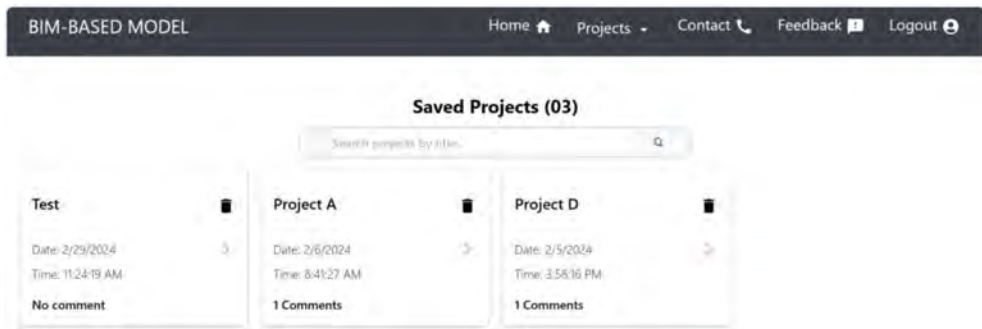 BIM-BASED MODEL Home Projects Contact Feedback Logout
Saved Projects (03)
Search projects by title...
Test Project A Project D
Date: 2/29/2024 Date: 2/6/2024 Date: 2/5/2024
Time: 11:24:19 AM Time: 8:41:27 AM Time: 3:58:16 PM
No comment 1 Comments 1 Comments